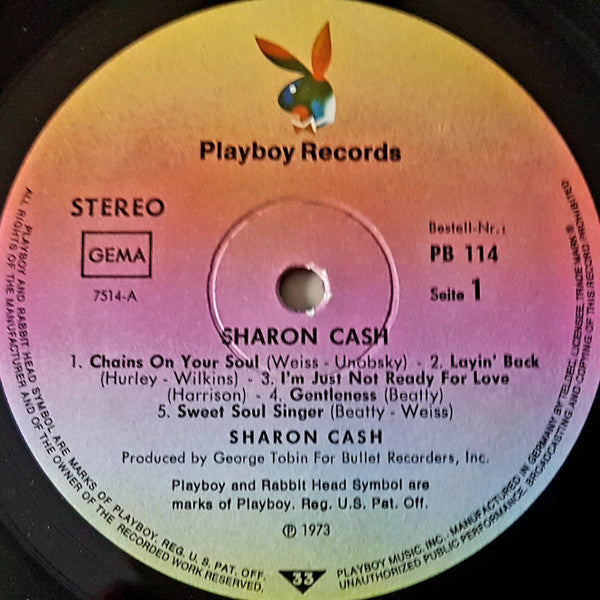 Playboy Records
STEREO
GEMA
7514-A
Bestell-Nr.:
PB 114
Seite 1
SHARON CASH
1. Chains On Your Soul (Weiss - Unobsky) - 2. Layin' Back
(Hurley - Wilkins) - 3. I'm Just Not Ready For Love
(Harrison) - 4. Gentleness (Beatty)
5. Sweet Soul Singer (Beatty - Weiss)
SHARON CASH
Produced by George Tobin For Bullet Recorders, Inc.
Playboy and Rabbit Head Symbol are
marks of Playboy. Reg. U.S. Pat. Off.
℗ 1973
33
PLAYBOY AND RABBIT HEAD SYMBOL ARE MARKS OF PLAYBOY. REG. U. S. PAT. OFF.
ALL RIGHTS OF THE MANUFACTURER AND OF THE OWNER OF THE RECORDED WORK RESERVED.
PLAYBOY MUSIC, INC., MANUFACTURED IN GERMANY BY TELDEC, LICENSEE, TRADE MARK ®
UNAUTHORIZED PUBLIC PERFORMANCE, BROADCASTING AND COPYING OF THIS RECORD PROHIBITED